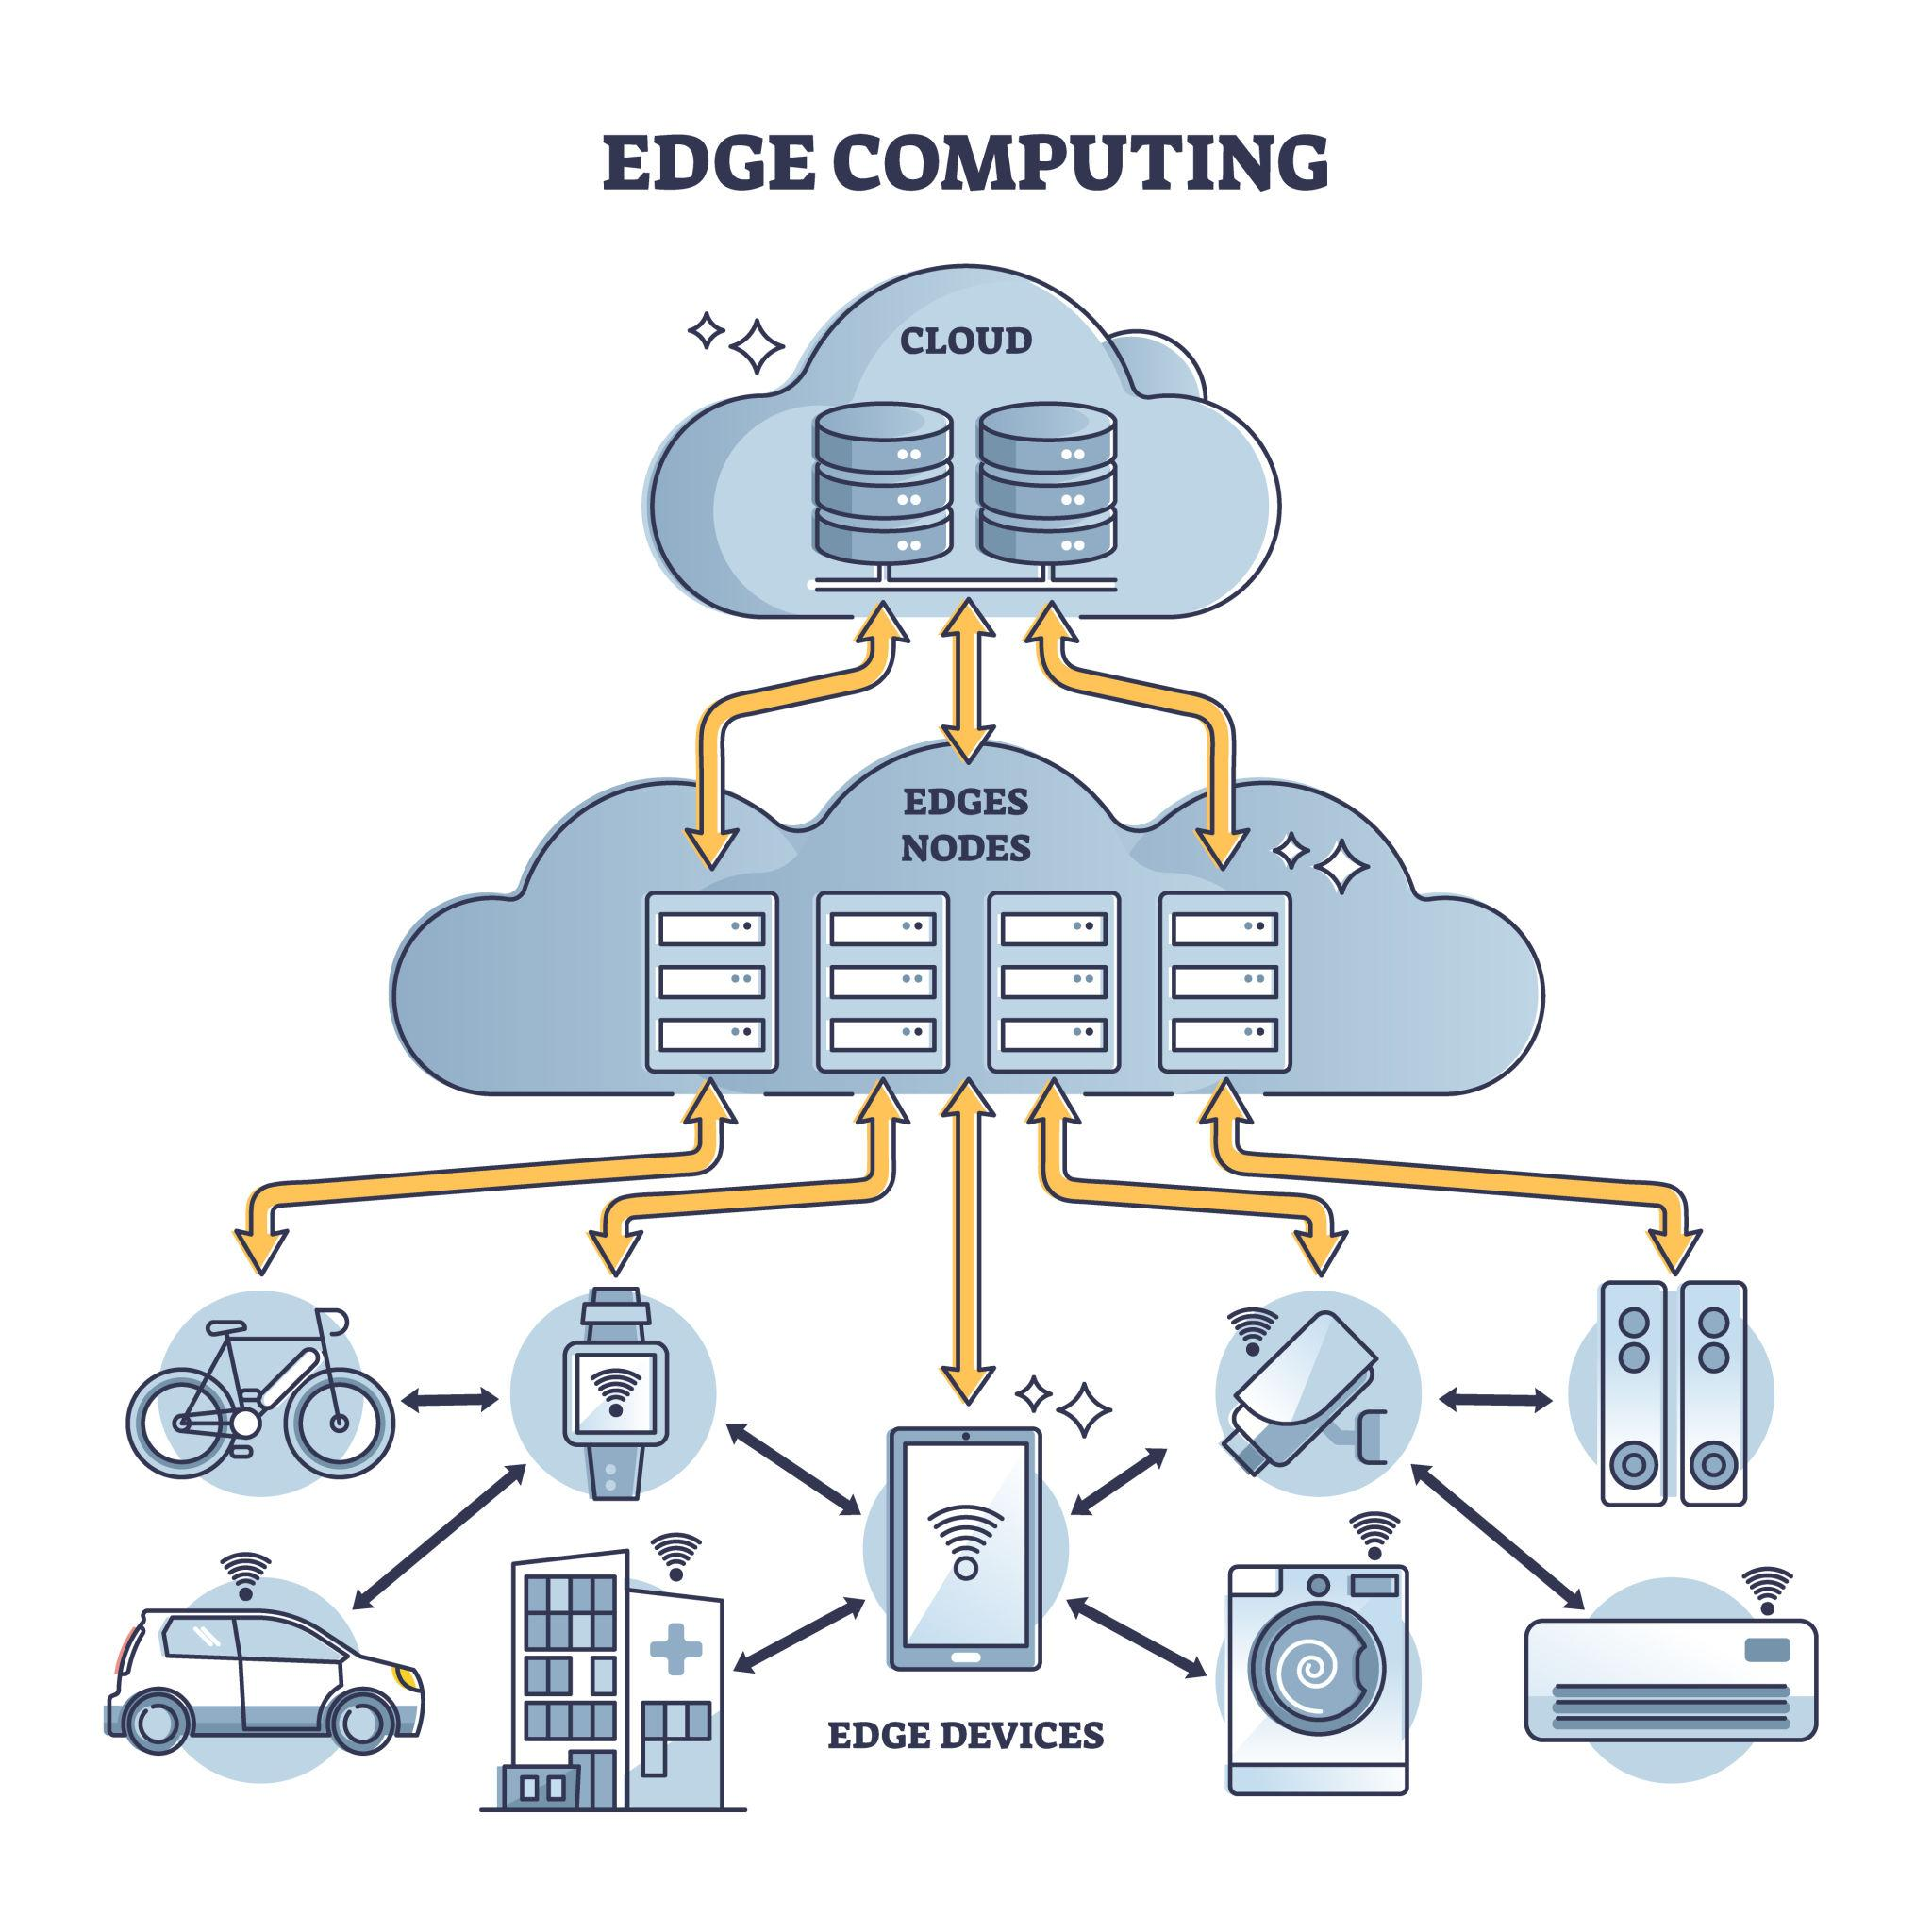 EDGE COMPUTING
CLOUD
EDGES
NODES
EDGE DEVICES